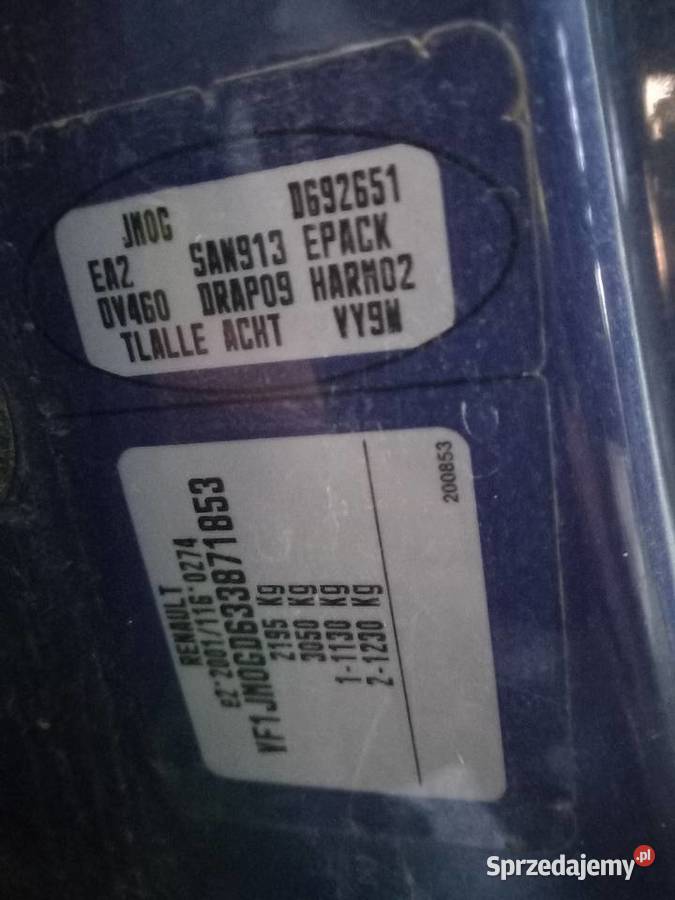 JM0G D692651
EA2 SAN913 EPACK
OV460 DRAP09 HARM02
TLALLE ACHT VY9W
200853
RENAULT
e2*2001/116*0274
VF1JM0GD633871853
2195 Kg
3050 Kg
1-1130 Kg
2-1230 Kg
Sprzedajemy.pl